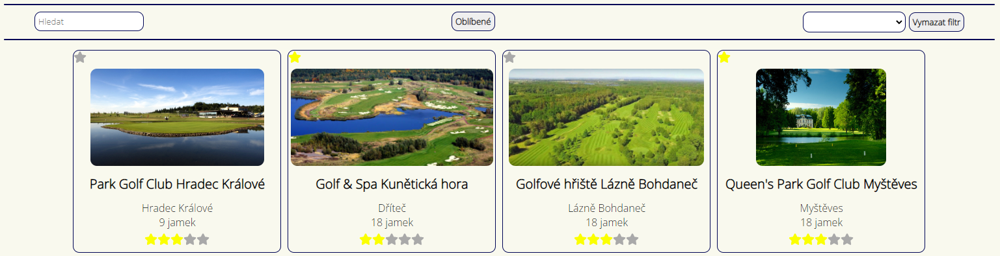 Hledat
Oblíbené
Vymazat filtr
Park Golf Club Hradec Králové
Hradec Králové
9 jamek
Golf & Spa Kunětická hora
Dříteč
18 jamek
Golfové hřiště Lázně Bohdaneč
Lázně Bohdaneč
18 jamek
Queen's Park Golf Club Myštěves
Myštěves
18 jamek